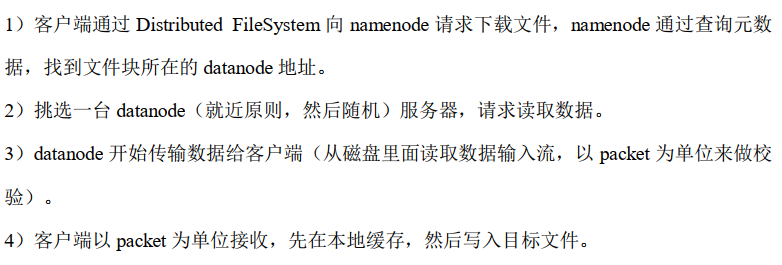 1）客户端通过 Distributed FileSystem 向 namenode 请求下载文件，namenode 通过查询元数
据，找到文件块所在的 datanode 地址。
2）挑选一台 datanode（就近原则，然后随机）服务器，请求读取数据。
3）datanode 开始传输数据给客户端（从磁盘里面读取数据输入流，以 packet 为单位来做校
验）。
4）客户端以 packet 为单位接收，先在本地缓存，然后写入目标文件。